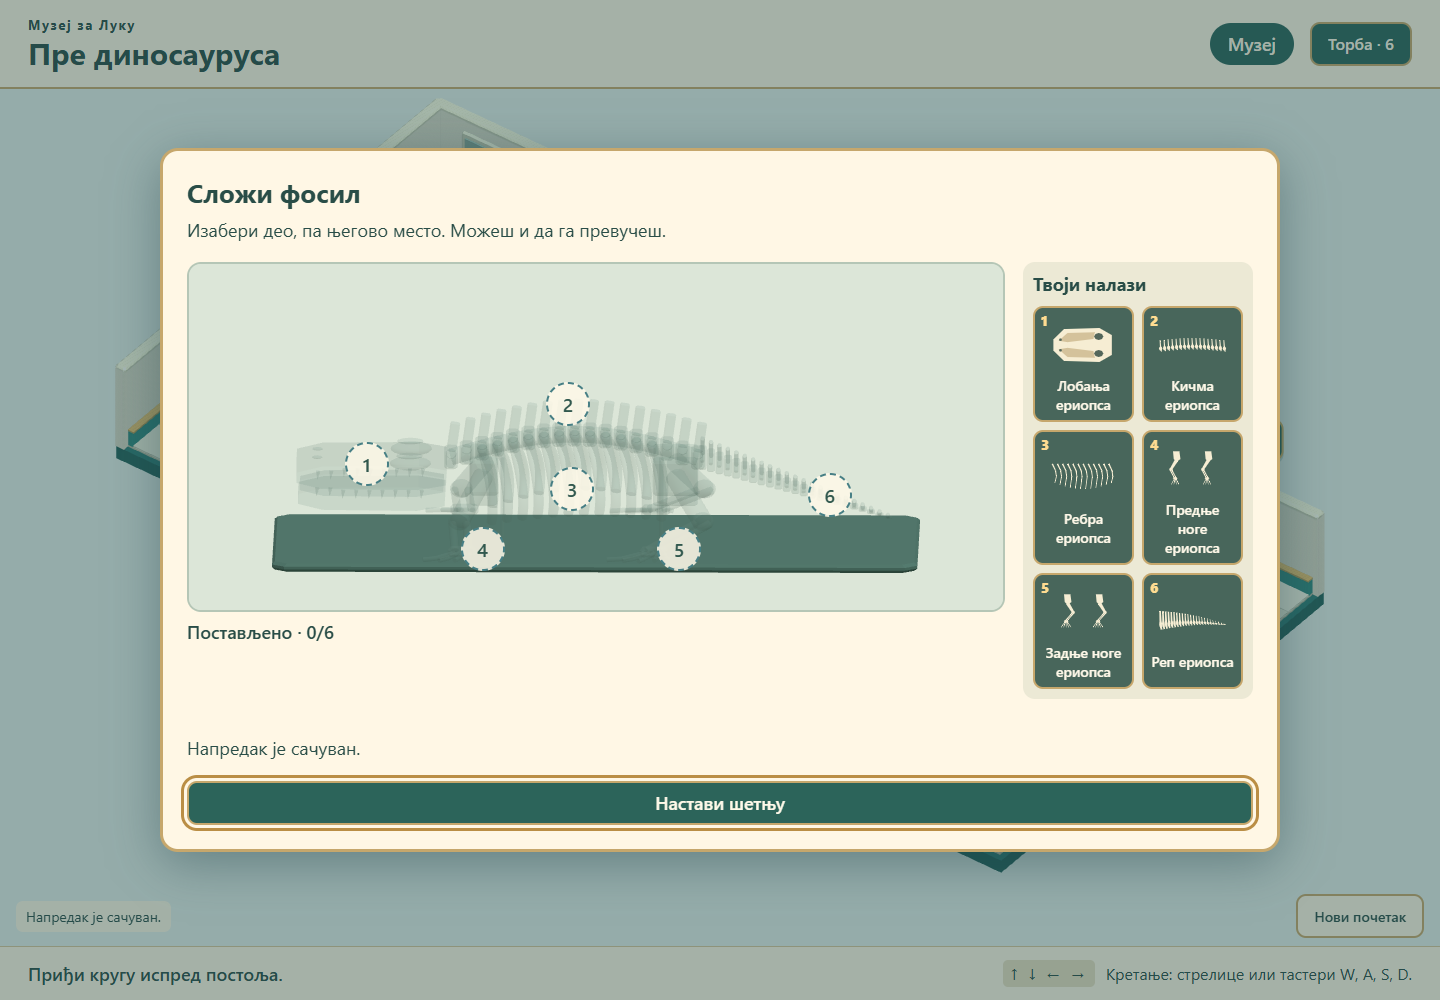 Музеј за Луку
Пре диносауруса
Музеј
Торба · 6
Сложи фосил
Изабери део, па његово место. Можеш и да га превучеш.
1
2
3
4
5
6
Постављено · 0/6
Твоји налази
1
Лобања
ериопса
2
Кичма
ериопса
3
Ребра
ериопса
4
Предње
ноге
ериопса
5
Задње ноге
ериопса
6
Реп ериопса
Напредак је сачуван.
Настави шетњу
Напредак је сачуван.
Нови почетак
Приђи кругу испред постоља.
↑ ↓ ← → Кретање: стрелице или тастери W, A, S, D.